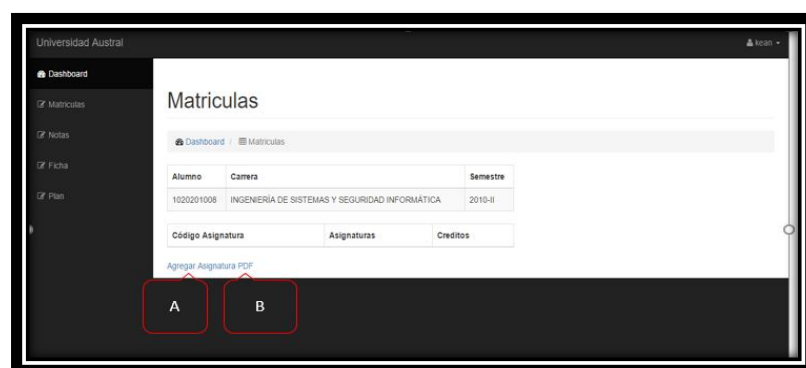 Universidad Austral
kean
Dashboard
Matriculas
Notas
Ficha
Plan
Matriculas
Dashboard / Matriculas
Alumno Carrera Semestre
1020201008 INGENIERÍA DE SISTEMAS Y SEGURIDAD INFORMÁTICA 2010-II
Código Asignatura Asignaturas Creditos
Agregar Asignatura PDF
A B